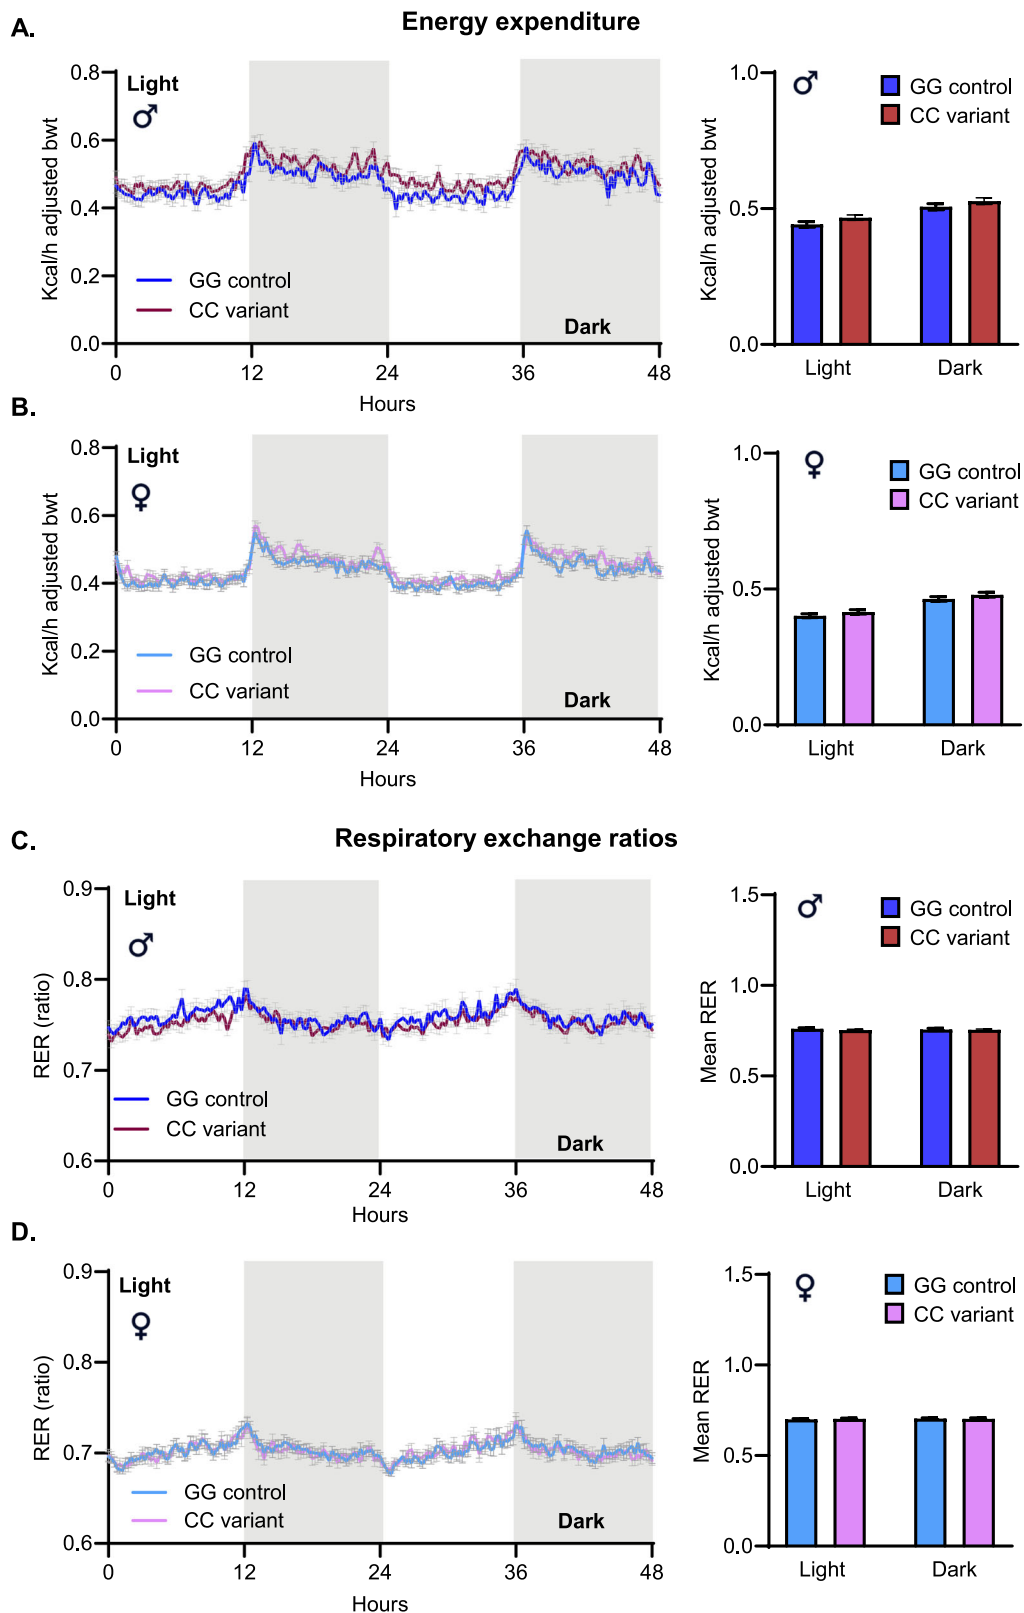 Energy expenditure
A.
Light
♂
Kcal/h adjusted bwt
0.8
0.6
0.4
0.2
0.0
GG control
CC variant
Dark
0 12 24 36 48
Hours
♂
GG control
CC variant
Kcal/h adjusted bwt
1.0
0.5
0.0
Light Dark
B.
Light
♀
Kcal/h adjusted bwt
0.8
0.6
0.4
0.2
0.0
GG control
CC variant
Dark
0 12 24 36 48
Hours
♀
GG control
CC variant
Kcal/h adjusted bwt
1.0
0.5
0.0
Light Dark
Respiratory exchange ratios
C.
Light
♂
RER (ratio)
0.9
0.8
0.7
0.6
GG control
CC variant
Dark
0 12 24 36 48
Hours
♂
GG control
CC variant
Mean RER
1.5
1.0
0.5
0.0
Light Dark
D.
Light
♀
RER (ratio)
0.9
0.8
0.7
0.6
GG control
CC variant
Dark
0 12 24 36 48
Hours
♀
GG control
CC variant
Mean RER
1.5
1.0
0.5
0.0
Light Dark